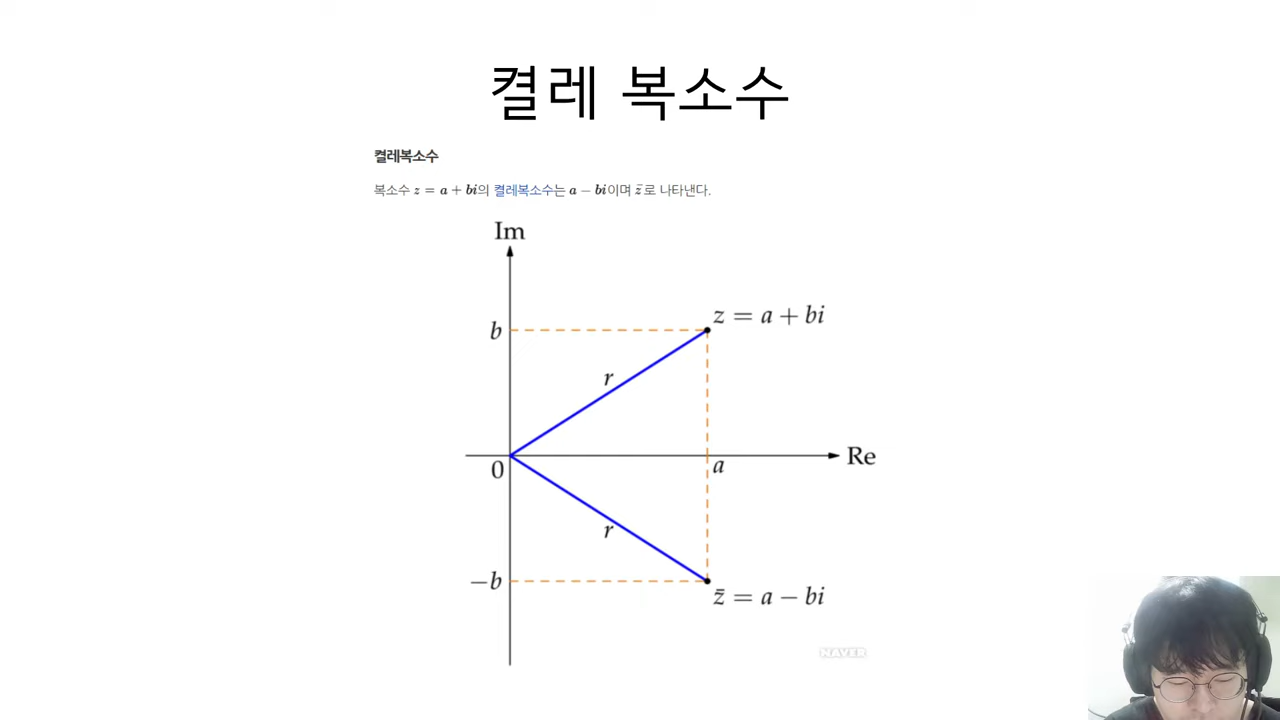 켤레 복소수
켤레복소수
복소수 z = a + bi의 켤레복소수는 a − bi이며 z̄로 나타낸다.
Im
z = a + bi
b
r
0
a
Re
r
−b
z̄ = a − bi
NAVER